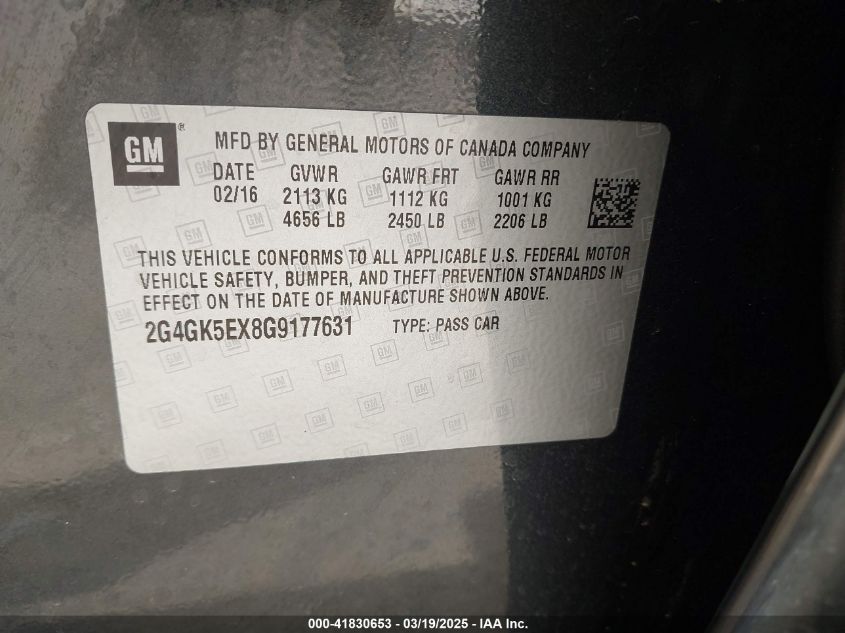 GM ®
MFD BY GENERAL MOTORS OF CANADA COMPANY
DATE GVWR GAWR FRT GAWR RR
02/16 2113 KG 1112 KG 1001 KG
4656 LB 2450 LB 2206 LB
THIS VEHICLE CONFORMS TO ALL APPLICABLE U.S. FEDERAL MOTOR
VEHICLE SAFETY, BUMPER, AND THEFT PREVENTION STANDARDS IN
EFFECT ON THE DATE OF MANUFACTURE SHOWN ABOVE.
2G4GK5EX8G9177631 TYPE: PASS CAR
000-41830653 - 03/19/2025 - IAA Inc.